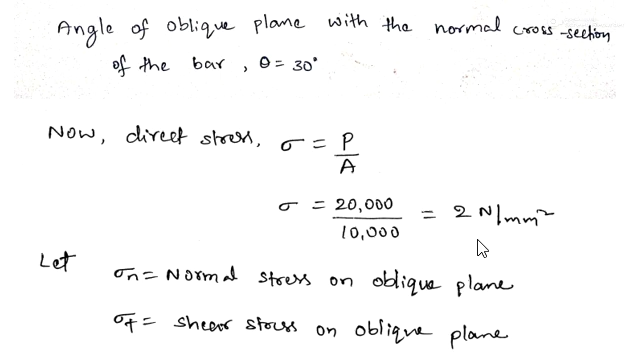 Angle of oblique plane with the normal cross-section
of the bar, θ = 30°
Now, direct stress, σ = P/A
σ = 20,000/10,000 = 2 N/mm²
Let
σn = Normal stress on oblique plane
σt = shear stress on oblique plane